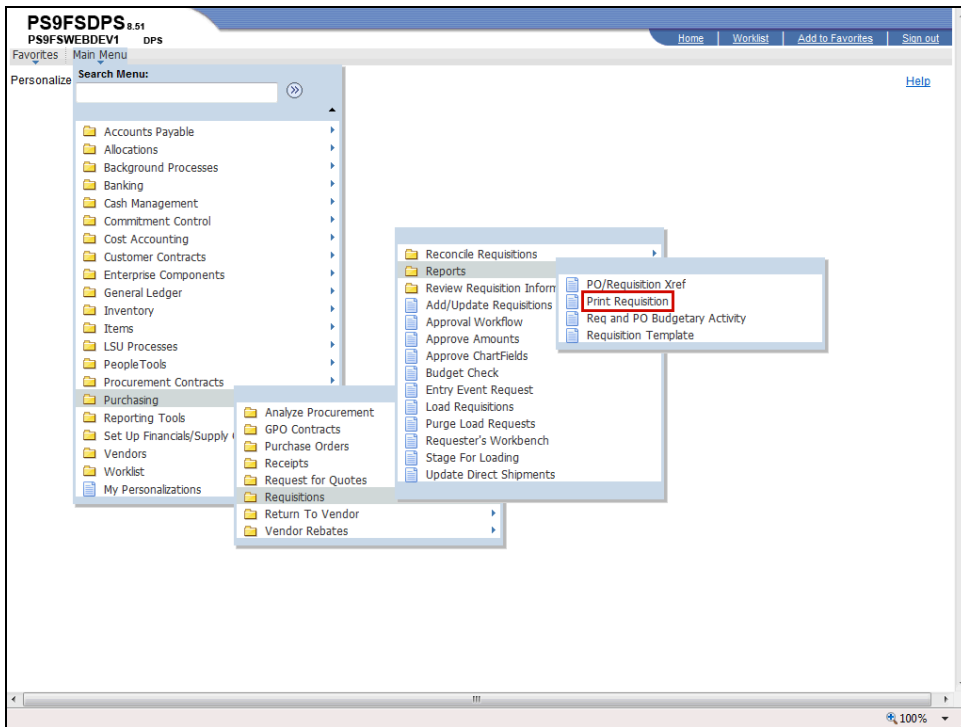 PS9FSDPS 8.51
PS9FSWEBDEV1 DPS
Home Worklist Add to Favorites Sign out
Favorites Main Menu
Personalize
Help
Search Menu:
Accounts Payable
Allocations
Background Processes
Banking
Cash Management
Commitment Control
Cost Accounting
Customer Contracts
Enterprise Components
General Ledger
Inventory
Items
LSU Processes
PeopleTools
Procurement Contracts
Purchasing
Reporting Tools
Set Up Financials/Supply
Vendors
Worklist
My Personalizations
Analyze Procurement
GPO Contracts
Purchase Orders
Receipts
Request for Quotes
Requisitions
Return To Vendor
Vendor Rebates
Reconcile Requisitions
Reports
Review Requisition Inform
Add/Update Requisitions
Approval Workflow
Approve Amounts
Approve ChartFields
Budget Check
Entry Event Request
Load Requisitions
Purge Load Requests
Requester's Workbench
Stage For Loading
Update Direct Shipments
PO/Requisition Xref
Print Requisition
Req and PO Budgetary Activity
Requisition Template
100%